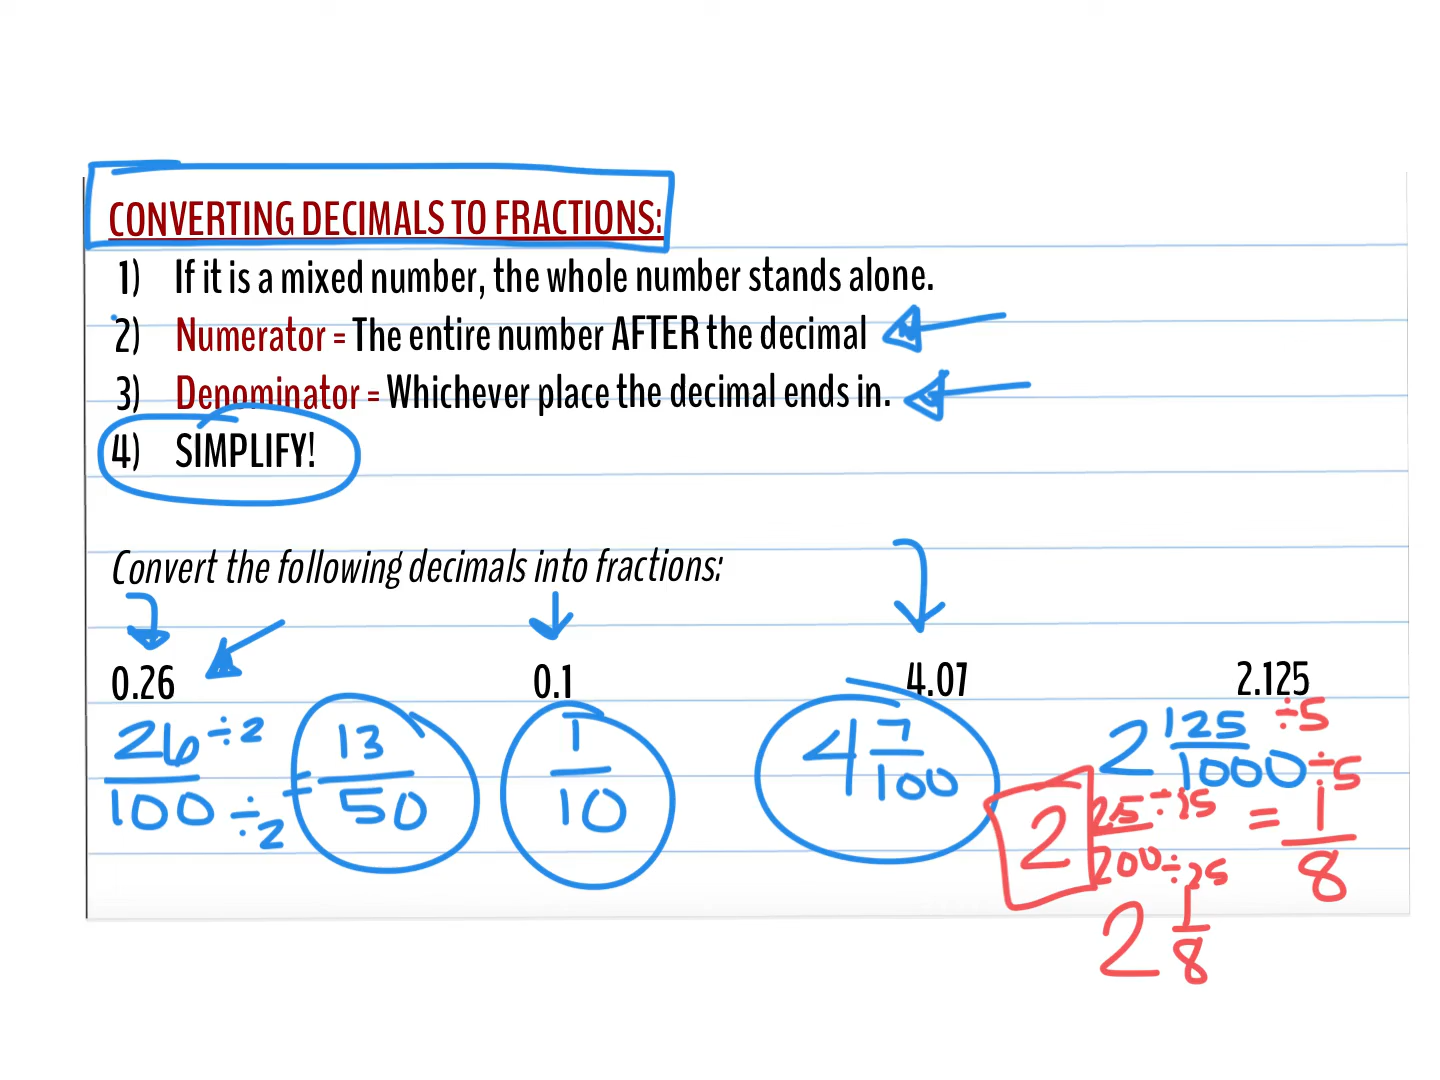 CONVERTING DECIMALS TO FRACTIONS:
1) If it is a mixed number, the whole number stands alone.
2) Numerator = The entire number AFTER the decimal
3) Denominator = Whichever place the decimal ends in.
4) SIMPLIFY!
Convert the following decimals into fractions:
0.26 0.1 4.07 2.125
26 ÷2
100 ÷2
= 13
50
1
10
4 7
100
2 125 ÷5
1000 ÷5
2 25 ÷25
200 ÷25
= 1
8
2 1
8